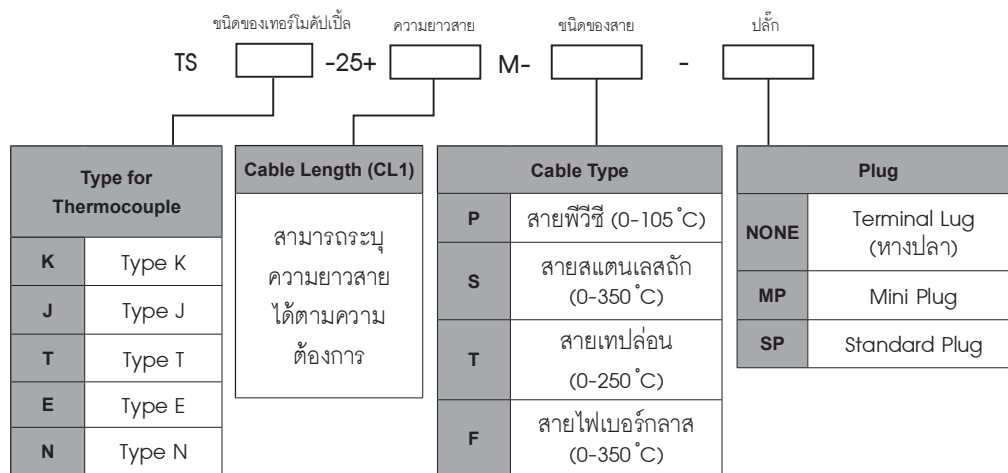 ชนิดของเทอร์โมคัปเปิ้ล ความยาวสาย ชนิดของสาย ปลั๊ก
TS -25+ M- -
Type for
Thermocouple
K Type K
J Type J
T Type T
E Type E
N Type N
Cable Length (CL1)
สามารถระบุ
ความยาวสาย
ได้ตามความ
ต้องการ
Cable Type
P สายพีวีซี (0-105 ํC)
S สายสแตนเลสถัก
(0-350 ํC)
T สายเทปล่อน
(0-250 ํC)
F สายไฟเบอร์กลาส
(0-350 ํC)
Plug
NONE Terminal Lug
(หางปลา)
MP Mini Plug
SP Standard Plug